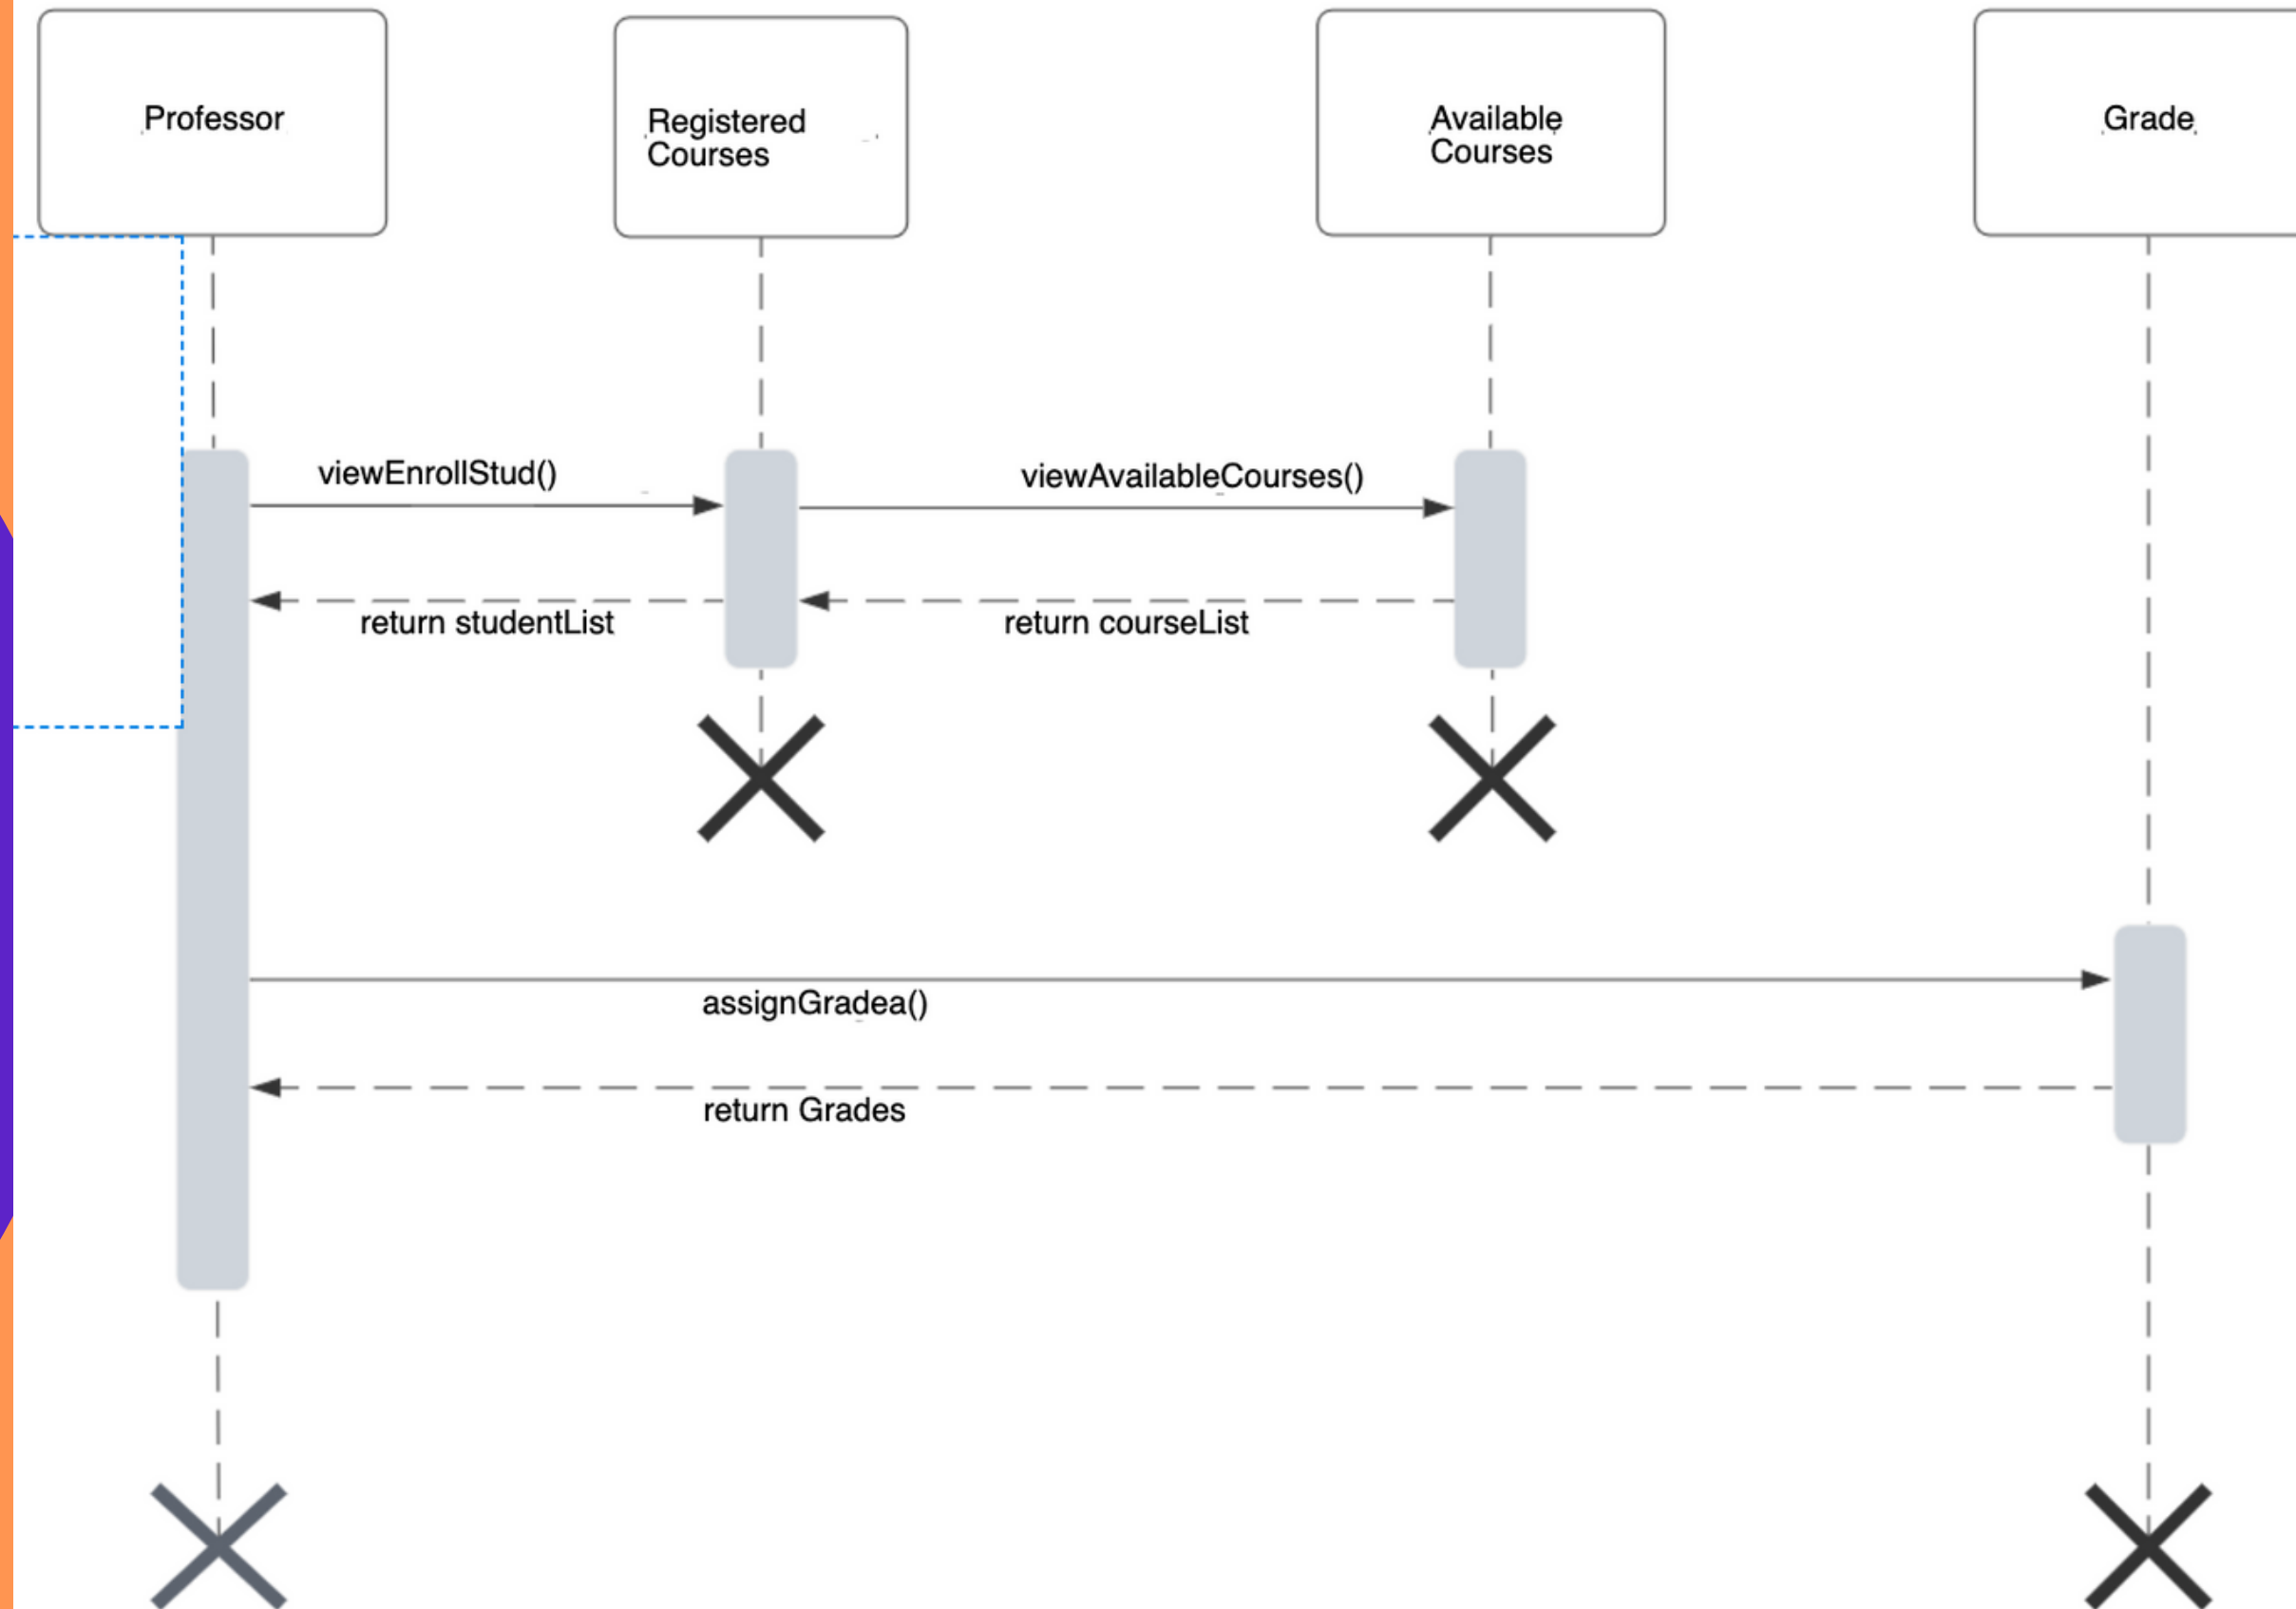 Professor
Registered
Courses
Available
Courses
Grade
viewEnrollStud()
viewAvailableCourses()
return studentList
return courseList
assignGradea()
return Grades